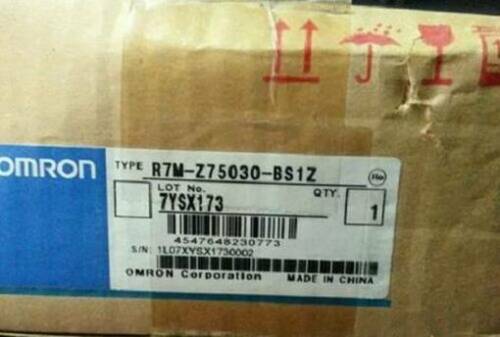 OMRON
TYPE R7M-Z75030-BS1Z
LOT No. QTY.
7YSX173 1
4547648230773
S/N: 1L07XYSX1730002
OMRON Corporation MADE IN CHINA